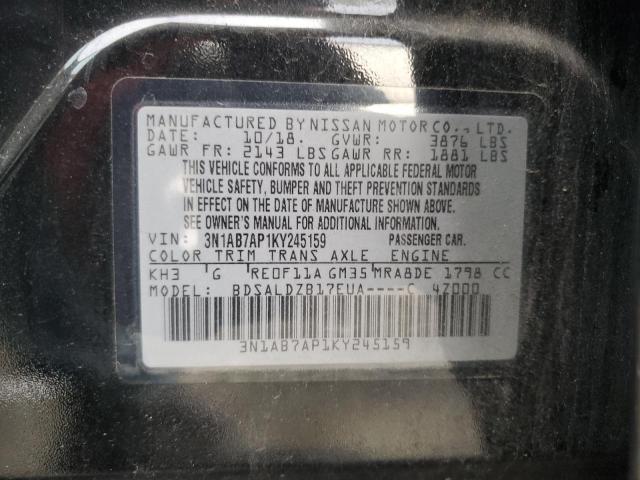 MANUFACTURED BY NISSAN MOTOR CO., LTD.
DATE: 10/18. GVWR: 3876 LBS
GAWR FR: 2143 LBS GAWR RR: 1881 LBS
THIS VEHICLE CONFORMS TO ALL APPLICABLE FEDERAL MOTOR
VEHICLE SAFETY, BUMPER AND THEFT PREVENTION STANDARDS
IN EFFECT ON THE DATE OF MANUFACTURE SHOWN ABOVE.
SEE OWNER'S MANUAL FOR ADDITIONAL INFORMATION.
VIN: 3N1AB7AP1KY245159 PASSENGER CAR.
COLOR TRIM TRANS AXLE ENGINE
KH3 G RE0F11A GM35 MRA8DE 1798 CC
MODEL: BDSALDZB17EUA----C 4Z000
3N1AB7AP1KY245159